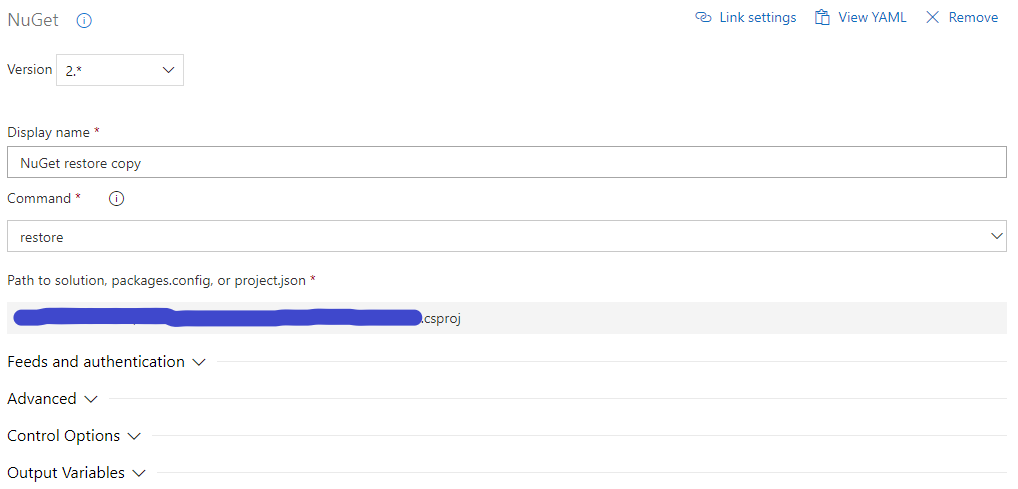 NuGet
Link settings View YAML Remove
Version 2.*
Display name *
NuGet restore copy
Command *
restore
Path to solution, packages.config, or project.json *
.csproj
Feeds and authentication
Advanced
Control Options
Output Variables